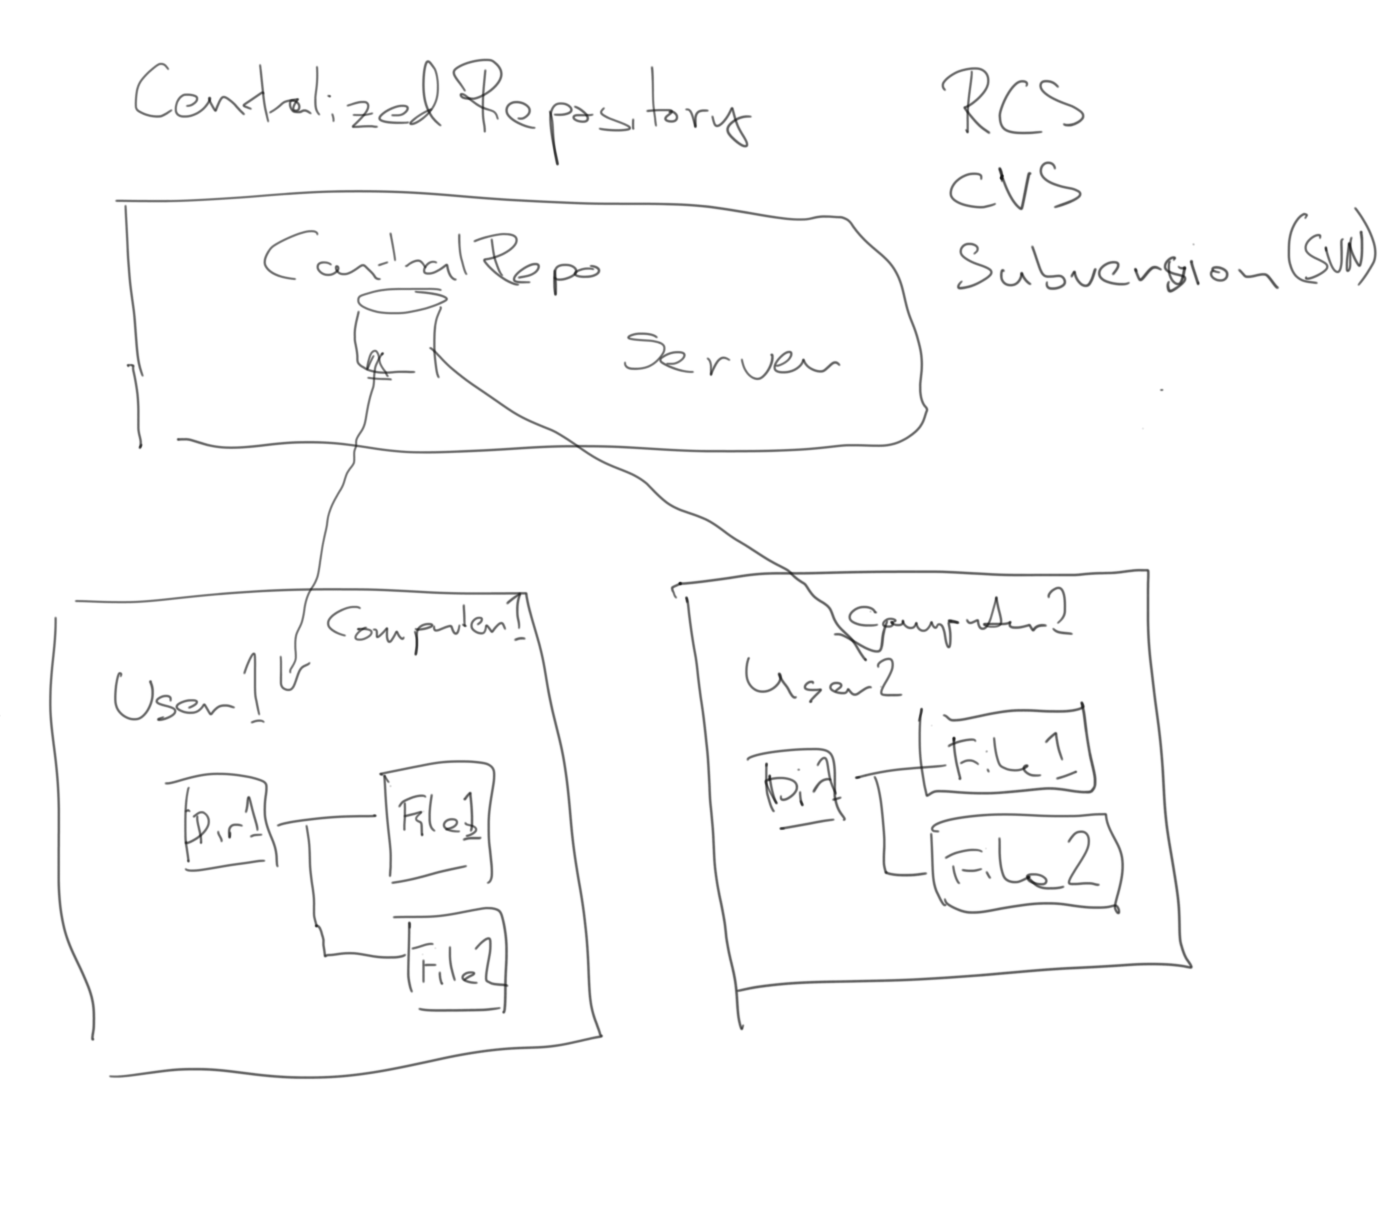 Centralized Repository
RCS
CVS
Subversion (SVN)
Central Repo
Server
Computer1
User1
Dir1
File1
File2
Computer2
User2
Dir1
File1
File2